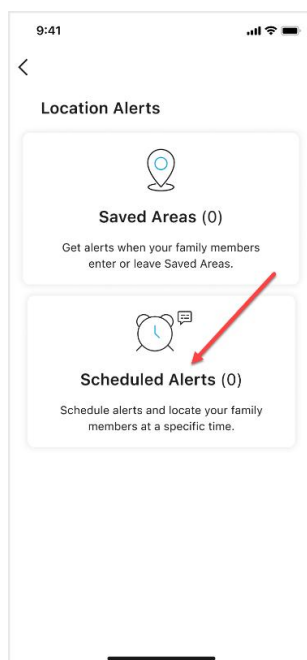 9:41
Location Alerts
Saved Areas (0)
Get alerts when your family members
enter or leave Saved Areas.
Scheduled Alerts (0)
Schedule alerts and locate your family
members at a specific time.